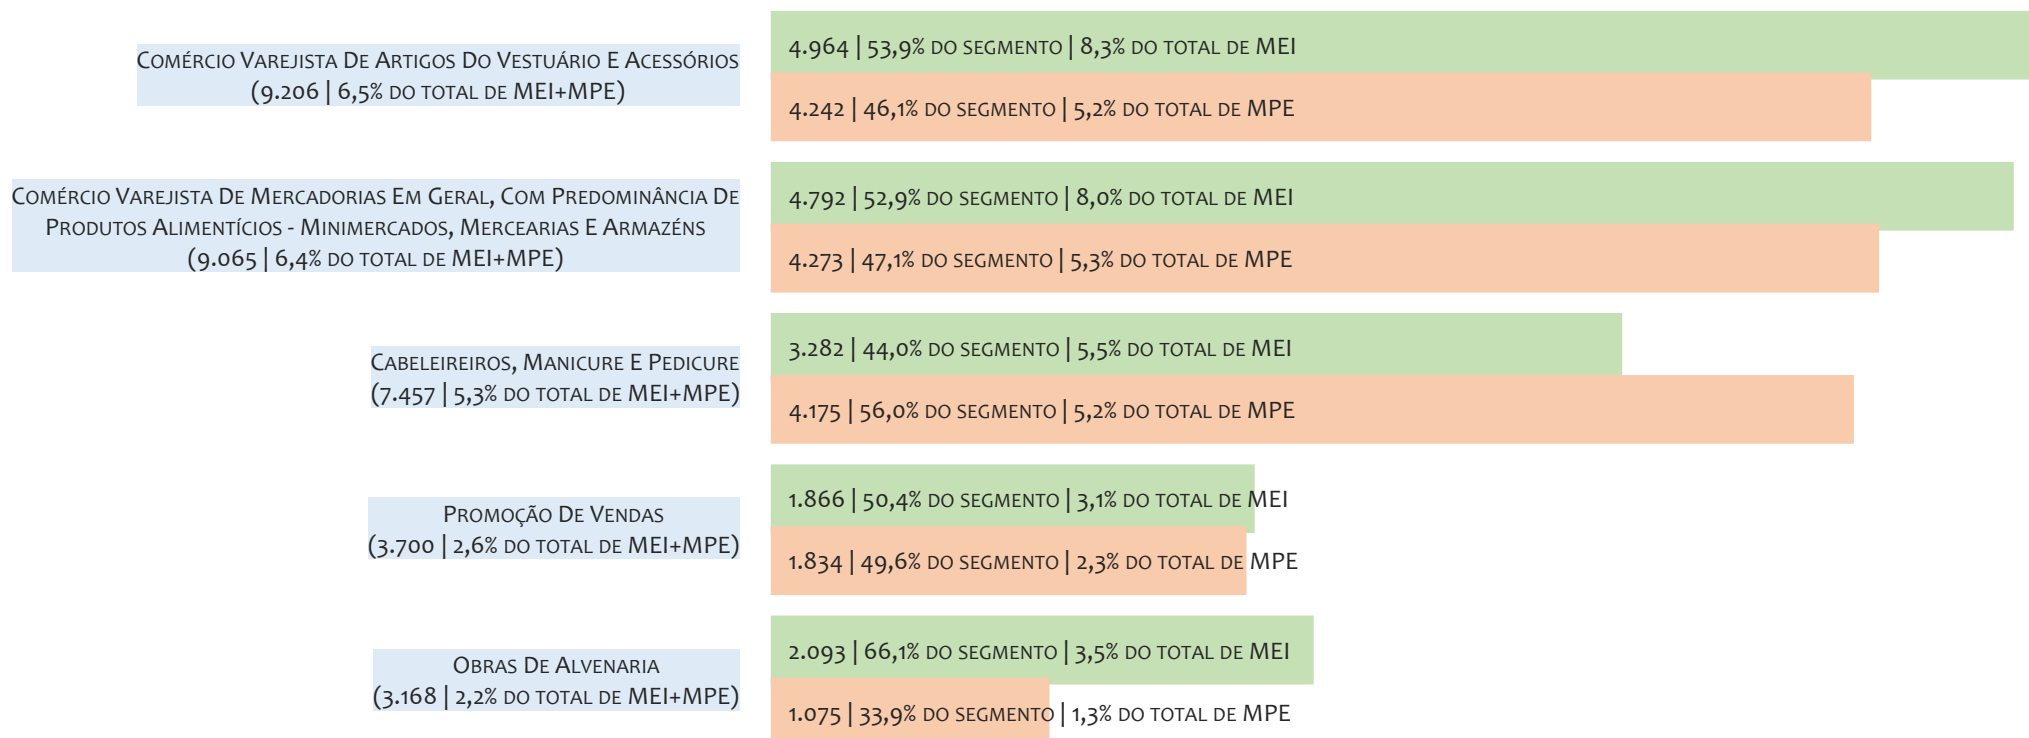 Comércio Varejista De Artigos Do Vestuário E Acessórios
(9.206 | 6,5% do total de MEI+MPE)
4.964 | 53,9% do segmento | 8,3% do total de MEI
4.242 | 46,1% do segmento | 5,2% do total de MPE
Comércio Varejista De Mercadorias Em Geral, Com Predominância De
Produtos Alimentícios - Minimercados, Mercearias E Armazéns
(9.065 | 6,4% do total de MEI+MPE)
4.792 | 52,9% do segmento | 8,0% do total de MEI
4.273 | 47,1% do segmento | 5,3% do total de MPE
Cabeleireiros, Manicure E Pedicure
(7.457 | 5,3% do total de MEI+MPE)
3.282 | 44,0% do segmento | 5,5% do total de MEI
4.175 | 56,0% do segmento | 5,2% do total de MPE
Promoção De Vendas
(3.700 | 2,6% do total de MEI+MPE)
1.866 | 50,4% do segmento | 3,1% do total de MEI
1.834 | 49,6% do segmento | 2,3% do total de MPE
Obras De Alvenaria
(3.168 | 2,2% do total de MEI+MPE)
2.093 | 66,1% do segmento | 3,5% do total de MEI
1.075 | 33,9% do segmento | 1,3% do total de MPE